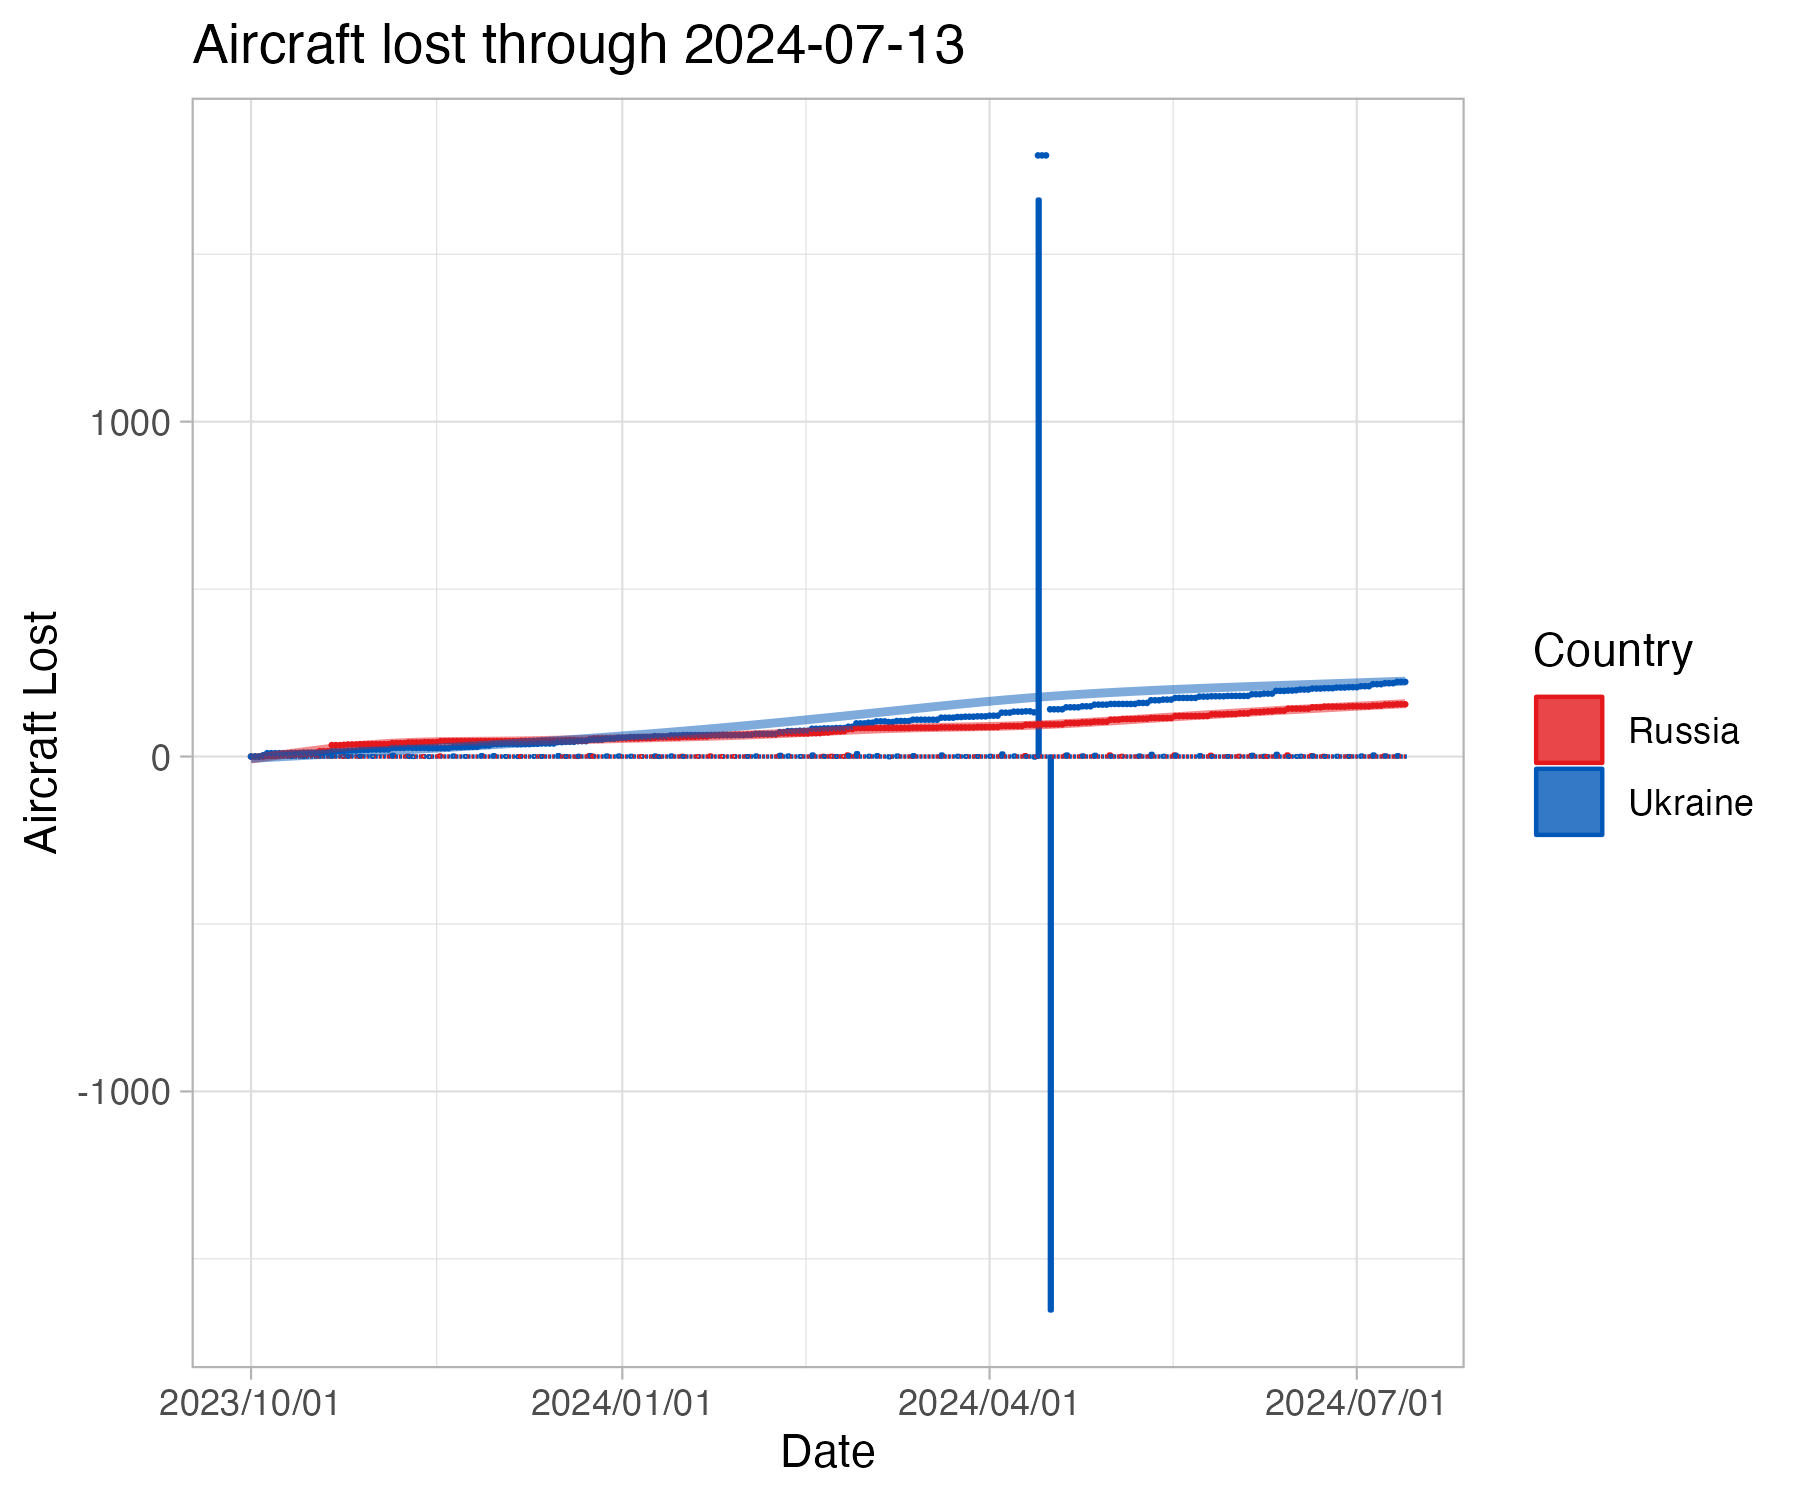 Aircraft lost through 2024-07-13
Aircraft Lost
1000
0
-1000
2023/10/01
2024/01/01
2024/04/01
2024/07/01
Date
Country
Russia
Ukraine